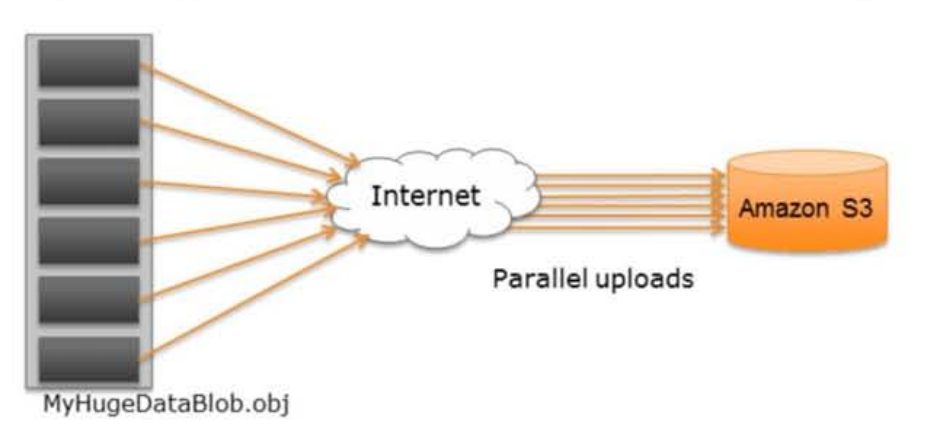 Internet
Amazon S3
Parallel uploads
MyHugeDataBlob.obj